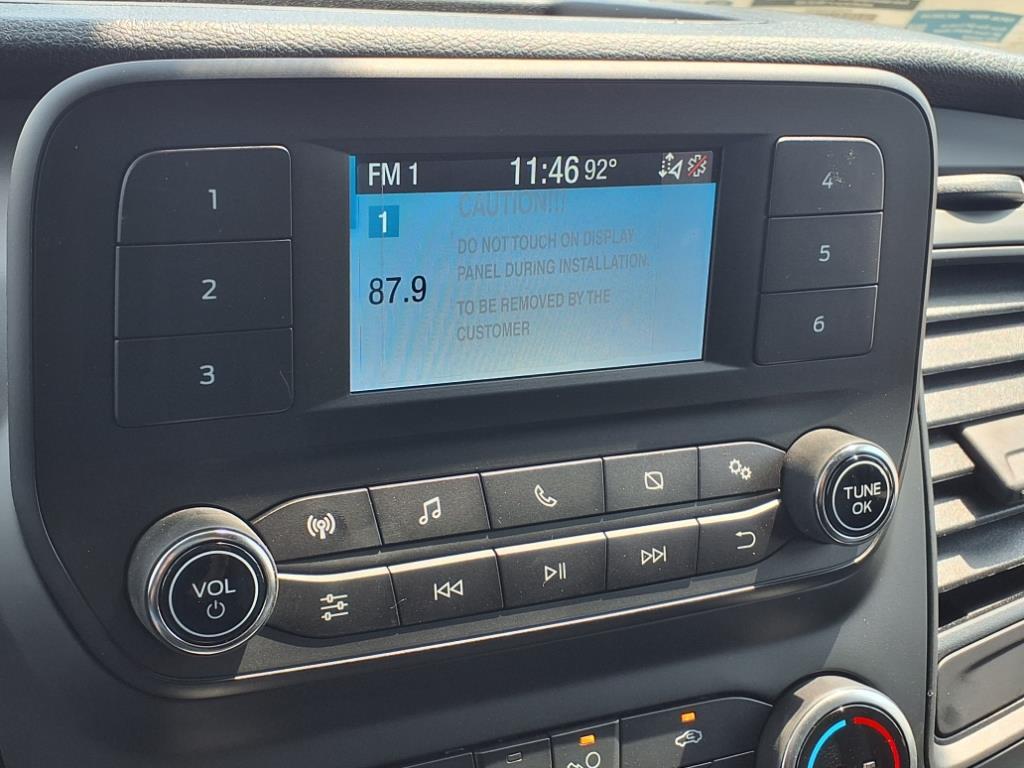 FM 1 11:46 92°
1
CAUTION!!!
DO NOT TOUCH ON DISPLAY
PANEL DURING INSTALLATION.
87.9
TO BE REMOVED BY THE
CUSTOMER
1
2
3
4
5
6
VOL
TUNE
OK